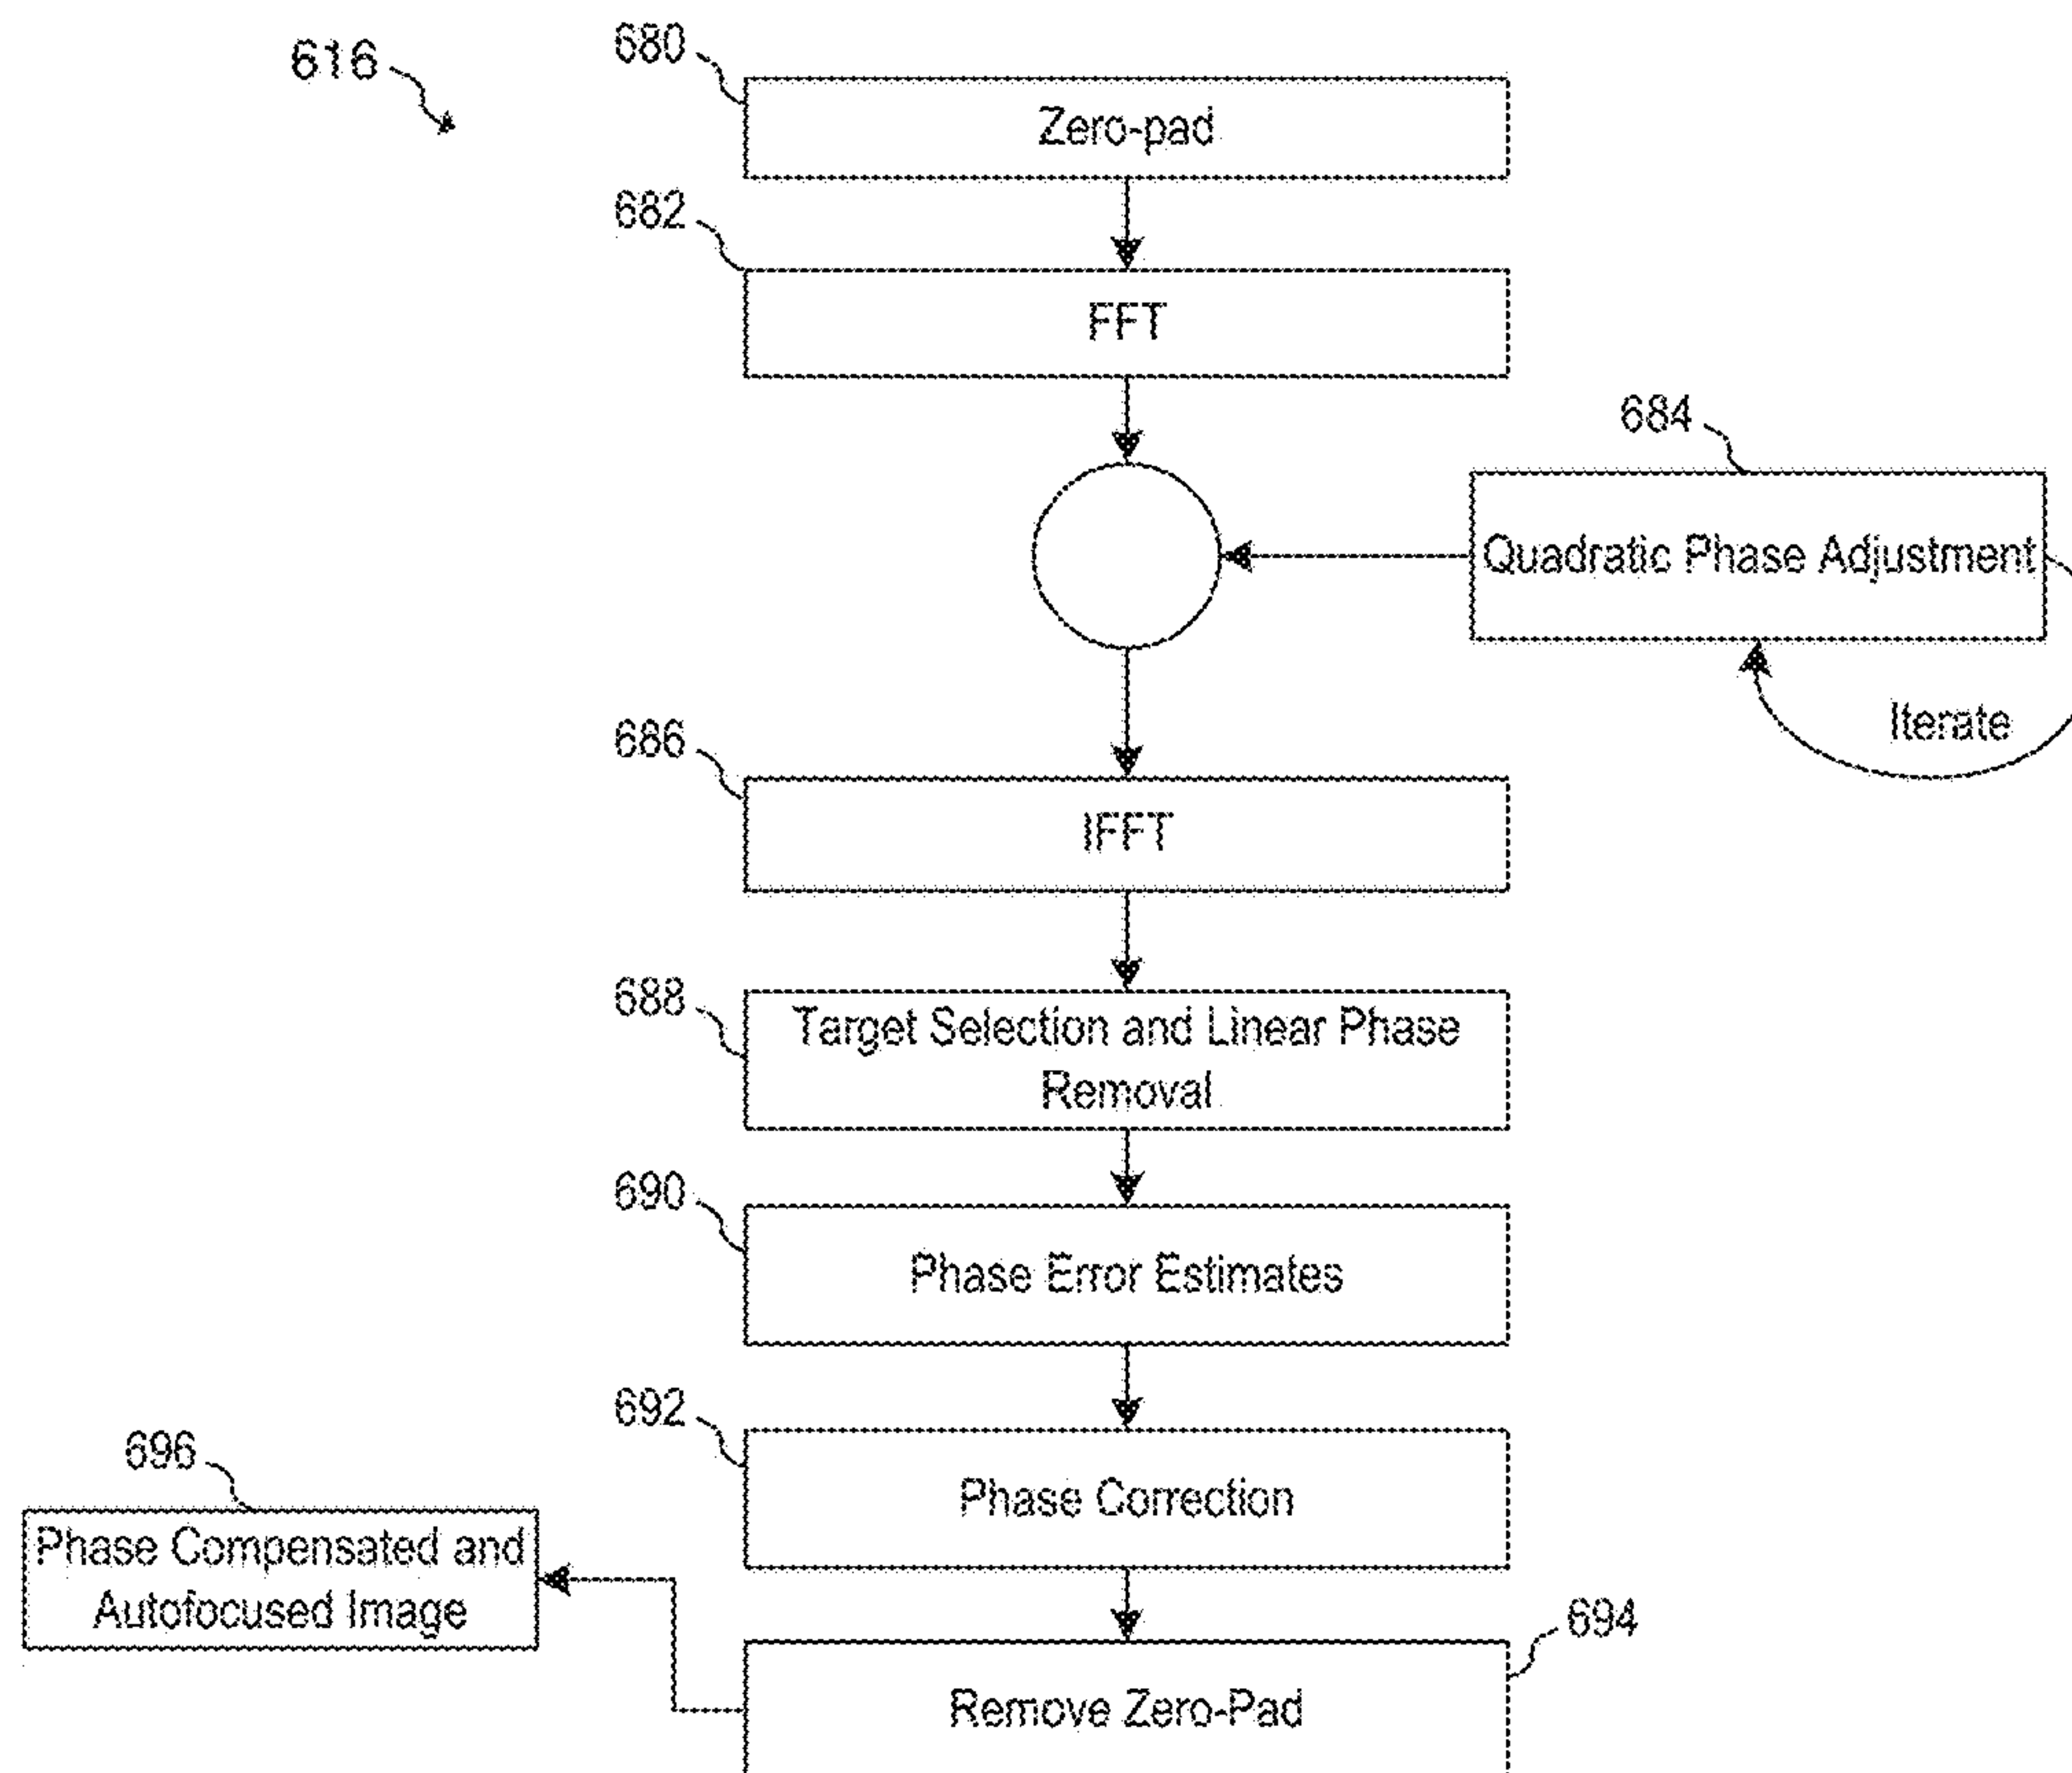 616
680
Zero-pad
682
FFT
684
Quadratic Phase Adjustment
Iterate
686
IFFT
688
Target Selection and Linear Phase
Removal
690
Phase Error Estimates
692
Phase Correction
696
Phase Compensated and
Autofocused Image
694
Remove Zero-Pad